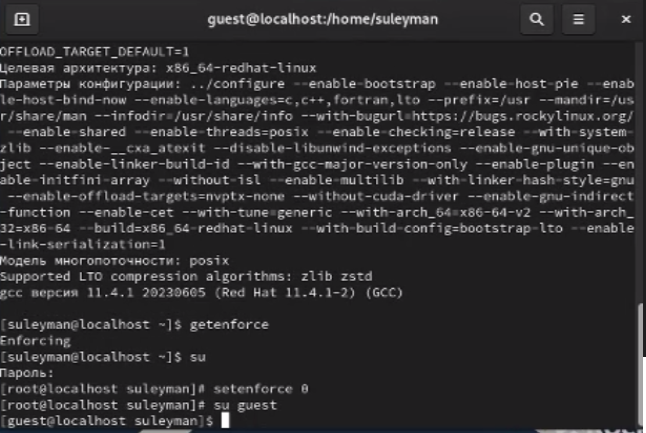 guest@localhost:/home/suleyman
OFFLOAD_TARGET_DEFAULT=1
Целевая архитектура: x86_64-redhat-linux
Параметры конфигурации: ../configure --enable-bootstrap --enable-host-pie --enab
le-host-bind-now --enable-languages=c,c++,fortran,lto --prefix=/usr --mandir=/us
r/share/man --infodir=/usr/share/info --with-bugurl=https://bugs.rockylinux.org/
--enable-shared --enable-threads=posix --enable-checking=release --with-system-
zlib --enable-__cxa_atexit --disable-libunwind-exceptions --enable-gnu-unique-ob
ject --enable-linker-build-id --with-gcc-major-version-only --enable-plugin --en
able-initfini-array --without-isl --enable-multilib --with-linker-hash-style=gnu
--enable-offload-targets=nvptx-none --without-cuda-driver --enable-gnu-indirect
-function --enable-cet --with-tune=generic --with-arch_64=x86-64-v2 --with-arch_
32=x86-64 --build=x86_64-redhat-linux --with-build-config=bootstrap-lto --enable
-link-serialization=1
Модель многопоточности: posix
Supported LTO compression algorithms: zlib zstd
gcc версия 11.4.1 20230605 (Red Hat 11.4.1-2) (GCC)
[suleyman@localhost ~]$ getenforce
Enforcing
[suleyman@localhost ~]$ su
Пароль:
[root@localhost suleyman]# setenforce 0
[root@localhost suleyman]# su guest
[guest@localhost suleyman]$